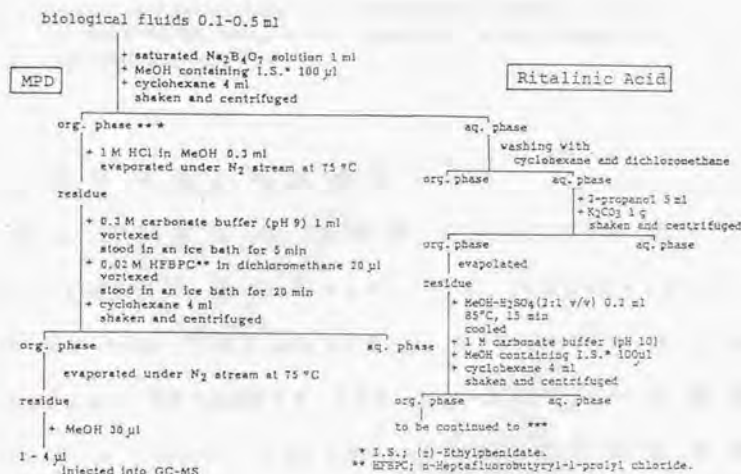 biological fluids 0.1-0.5 ml
+ saturated Na2B4O7 solution 1 ml
+ MeOH containing I.S.* 100 μl
+ cyclohexane 4 ml
shaken and centrifuged
MPD
Ritalinic Acid
org. phase ***
+ 1 M HCl in MeOH 0.3 ml
evaporated under N2 stream at 75 °C
residue
+ 0.3 M carbonate buffer (pH 9) 1 ml
vortexed
stood in an ice bath for 5 min
+ 0.02 M HFBPC** in dichloromethane 20 μl
vortexed
stood in an ice bath for 20 min
+ cyclohexane 4 ml
shaken and centrifuged
org. phase
aq. phase
evaporated under N2 stream at 75 °C
residue
+ MeOH 30 μl
1 - 4 μl
injected into GC-MS
aq. phase
washing with
cyclohexane and dichloromethane
org. phase
aq. phase
+ 2-propanol 5 ml
+ K2CO3 1 g
shaken and centrifuged
org. phase
aq. phase
evapolated
residue
+ MeOH-H2SO4(2:1 v/v) 0.2 ml
85°C, 15 min
cooled
+ 1 M carbonate buffer (pH 10)
+ MeOH containing I.S.* 100μl
+ cyclohexane 4 ml
shaken and centrifuged
org. phase
aq. phase
to be continued to ***
* I.S.; (±)-Ethylphenidate.
** HFBPC; n-Heptafluorobutyryl-l-prolyl chloride.